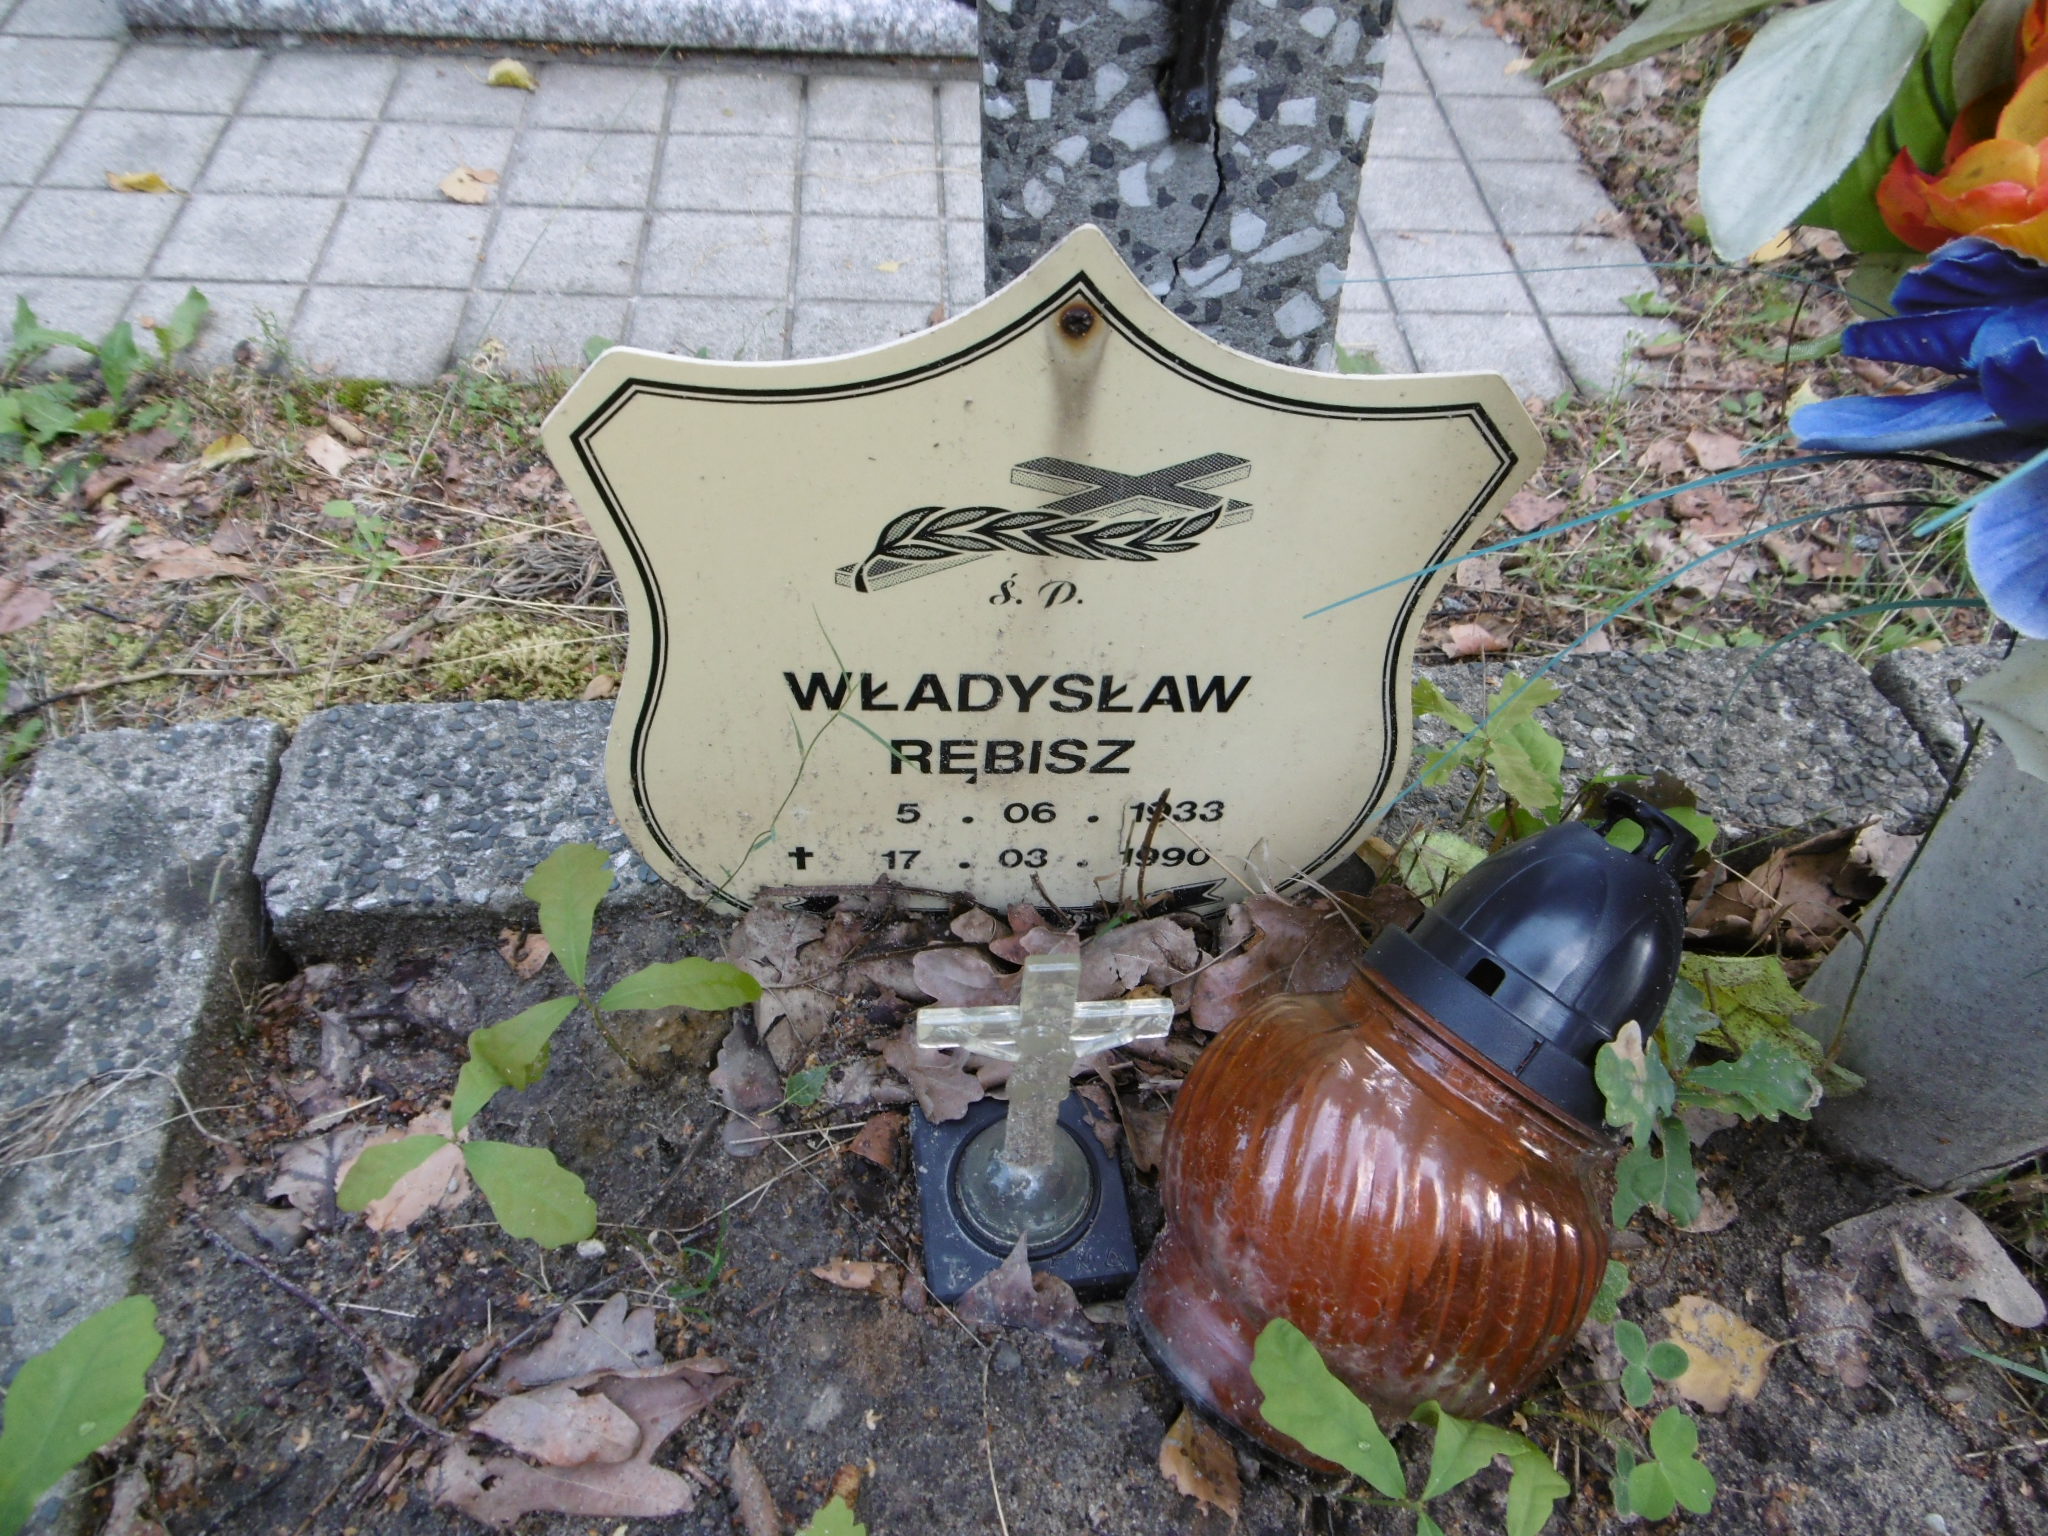 Ś. P.
WŁADYSŁAW
RĘBISZ
5 . 06 . 1933
✝ 17 . 03 . 1990